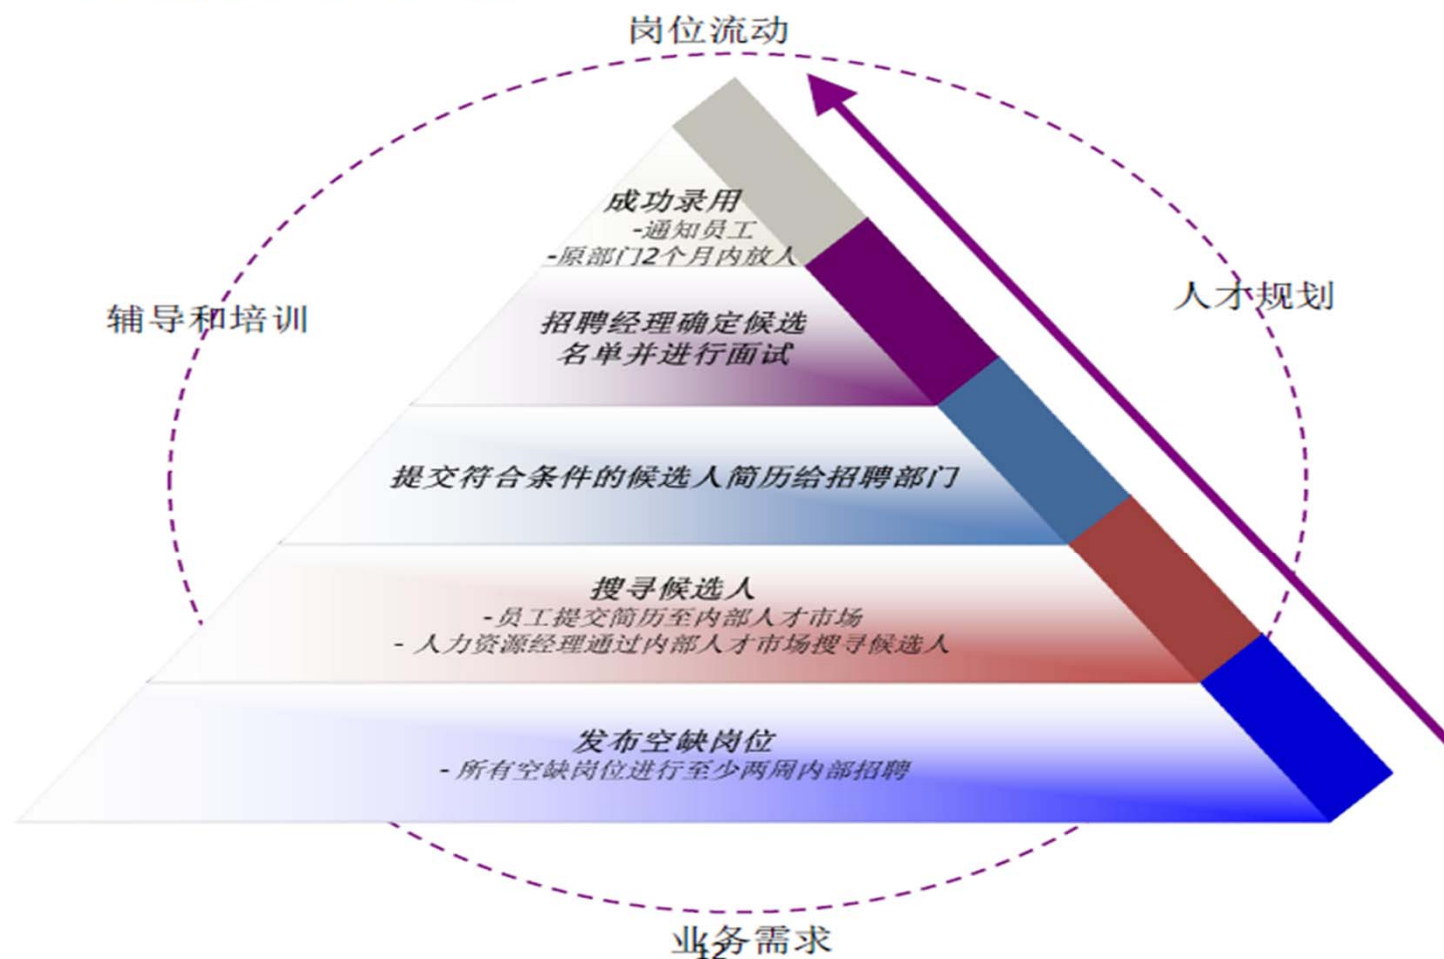 岗位流动
成功录用
-通知员工
-原部门2个月内放人
人才规划
辅导和培训
招聘经理确定候选
名单并进行面试
提交符合条件的候选人简历给招聘部门
搜寻候选人
-员工提交简历至内部人才市场
- 人力资源经理通过内部人才市场搜寻候选人
发布空缺岗位
- 所有空缺岗位进行至少两周内部招聘
业务需求
12